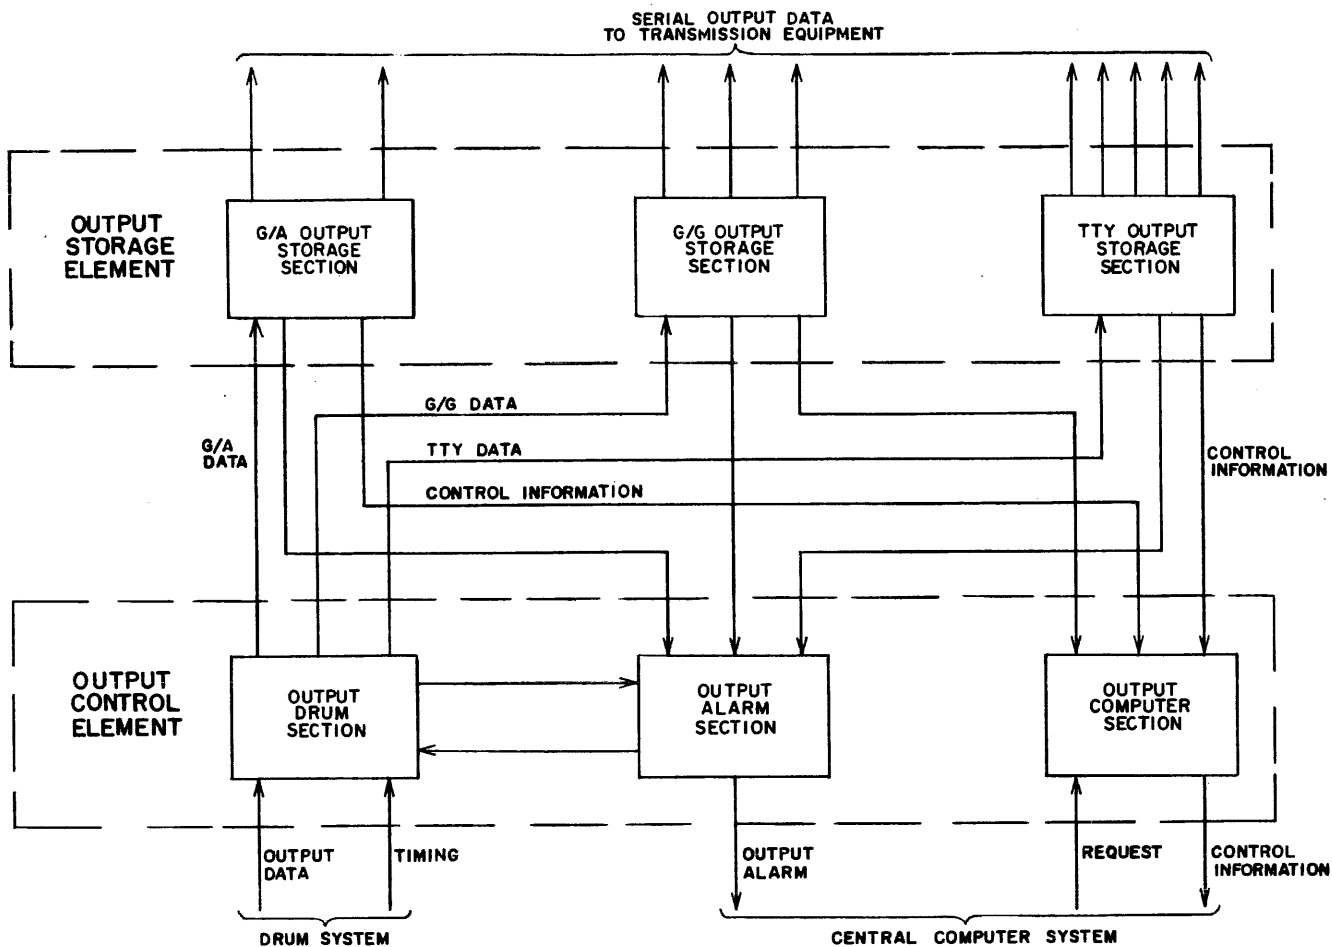 SERIAL OUTPUT DATA
TO TRANSMISSION EQUIPMENT
OUTPUT
STORAGE
ELEMENT
G/A OUTPUT
STORAGE
SECTION
G/G OUTPUT
STORAGE
SECTION
TTY OUTPUT
STORAGE
SECTION
G/G DATA
G/A
DATA
TTY DATA
CONTROL
INFORMATION
CONTROL INFORMATION
OUTPUT
CONTROL
ELEMENT
OUTPUT
DRUM
SECTION
OUTPUT
ALARM
SECTION
OUTPUT
COMPUTER
SECTION
OUTPUT
DATA
TIMING
OUTPUT
ALARM
REQUEST
CONTROL
INFORMATION
DRUM SYSTEM
CENTRAL COMPUTER SYSTEM